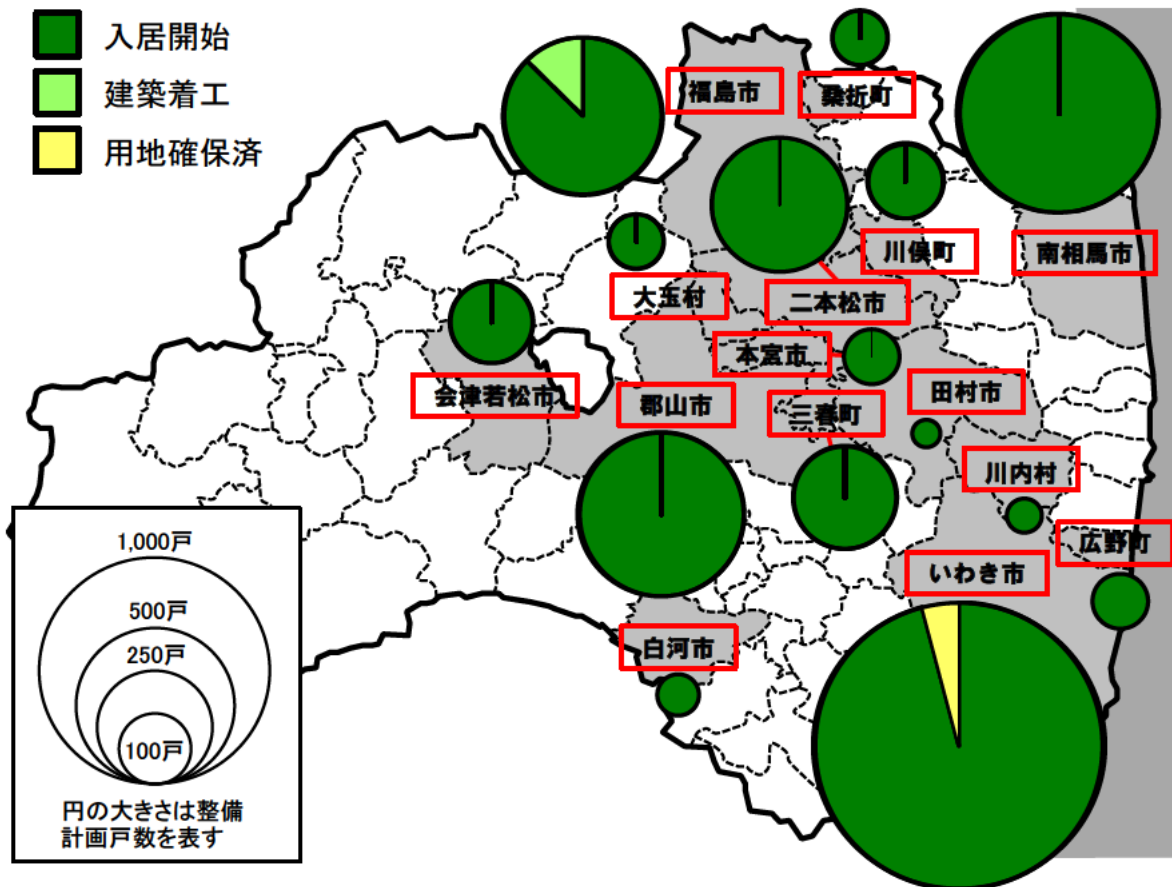 入居開始
建築着工
用地確保済
福島市
桑折町
川俣町
南相馬市
大玉村
二本松市
本宮市
会津若松市
郡山市
三春町
田村市
川内村
広野町
いわき市
白河市
1,000戸
500戸
250戸
100戸
円の大きさは整備
計画戸数を表す